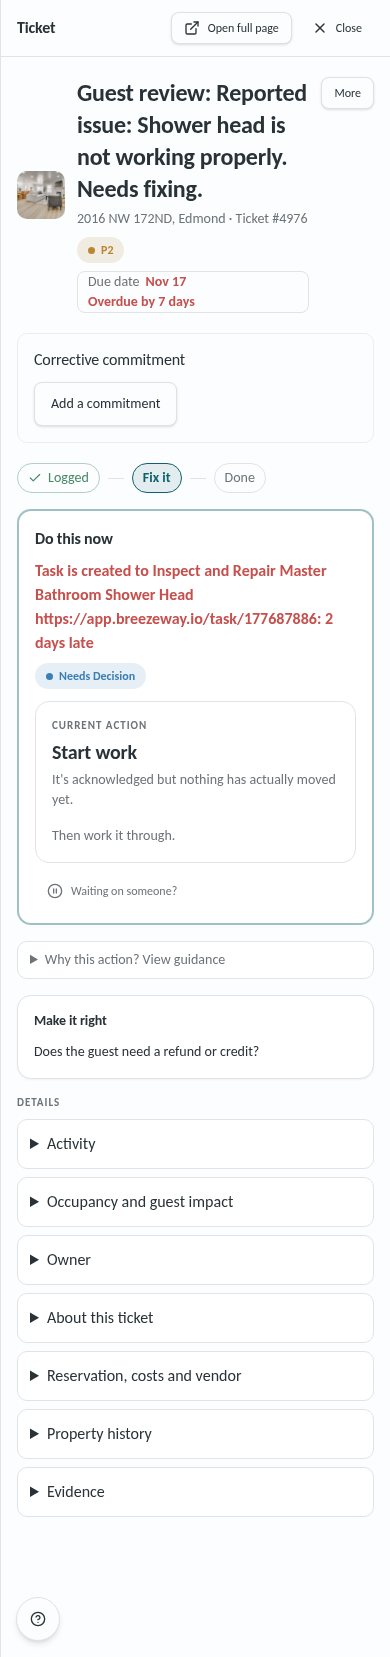 Ticket
Open full page
Close
Guest review: Reported
issue: Shower head is
not working properly.
Needs fixing.
More
2016 NW 172ND, Edmond · Ticket #4976
P2
Due date Nov 17
Overdue by 7 days
Corrective commitment
Add a commitment
Logged
Fix it
Done
Do this now
Task is created to Inspect and Repair Master
Bathroom Shower Head
https://app.breezeway.io/task/177687886: 2
days late
Needs Decision
CURRENT ACTION
Start work
It's acknowledged but nothing has actually moved
yet.
Then work it through.
Waiting on someone?
Why this action? View guidance
Make it right
Does the guest need a refund or credit?
DETAILS
Activity
Occupancy and guest impact
Owner
About this ticket
Reservation, costs and vendor
Property history
Evidence